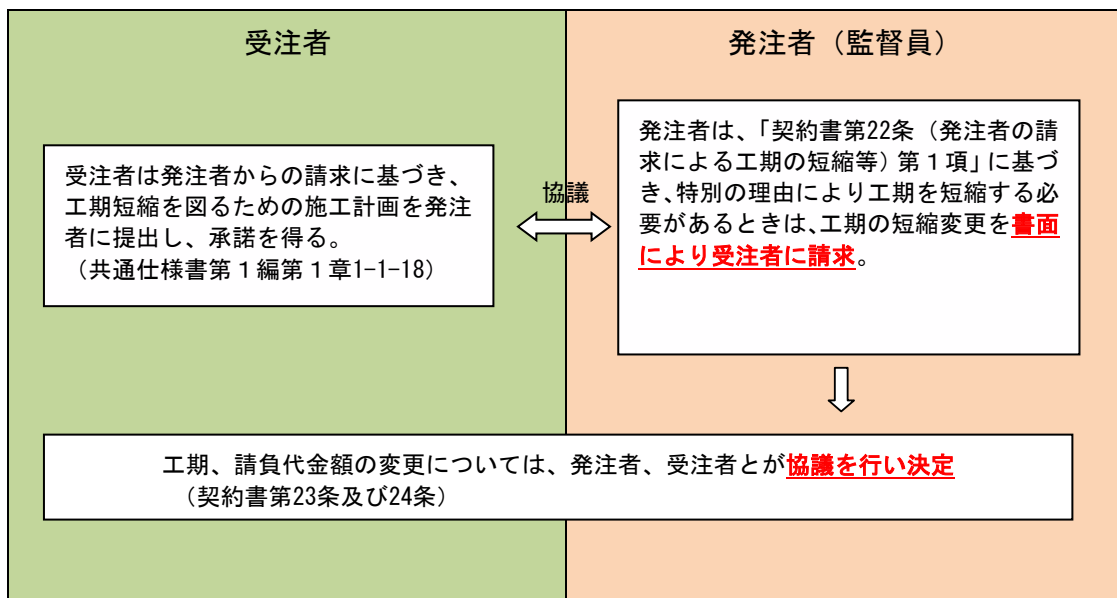 受注者
発注者（監督員）
受注者は発注者からの請求に基づき、
工期短縮を図るための施工計画を発注
者に提出し、承諾を得る。
（共通仕様書第１編第１章1-1-18）
協議
発注者は、「契約書第22条（発注者の請
求による工期の短縮等）第１項」に基づ
き、特別の理由により工期を短縮する必
要があるときは、工期の短縮変更を書面
により受注者に請求。
工期、請負代金額の変更については、発注者、受注者とが協議を行い決定
（契約書第23条及び24条）